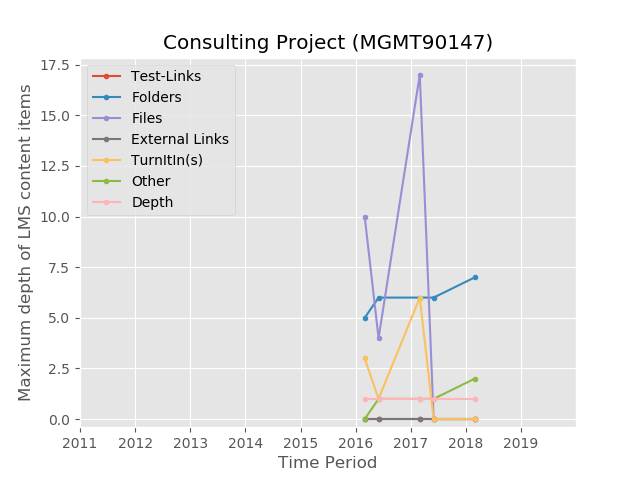 Consulting Project (MGMT90147)
17.5
15.0
12.5
10.0
7.5
5.0
2.5
0.0
Maximum depth of LMS content items
Test-Links
Folders
Files
External Links
TurnItIn(s)
Other
Depth
2011 2012 2013 2014 2015 2016 2017 2018 2019
Time Period